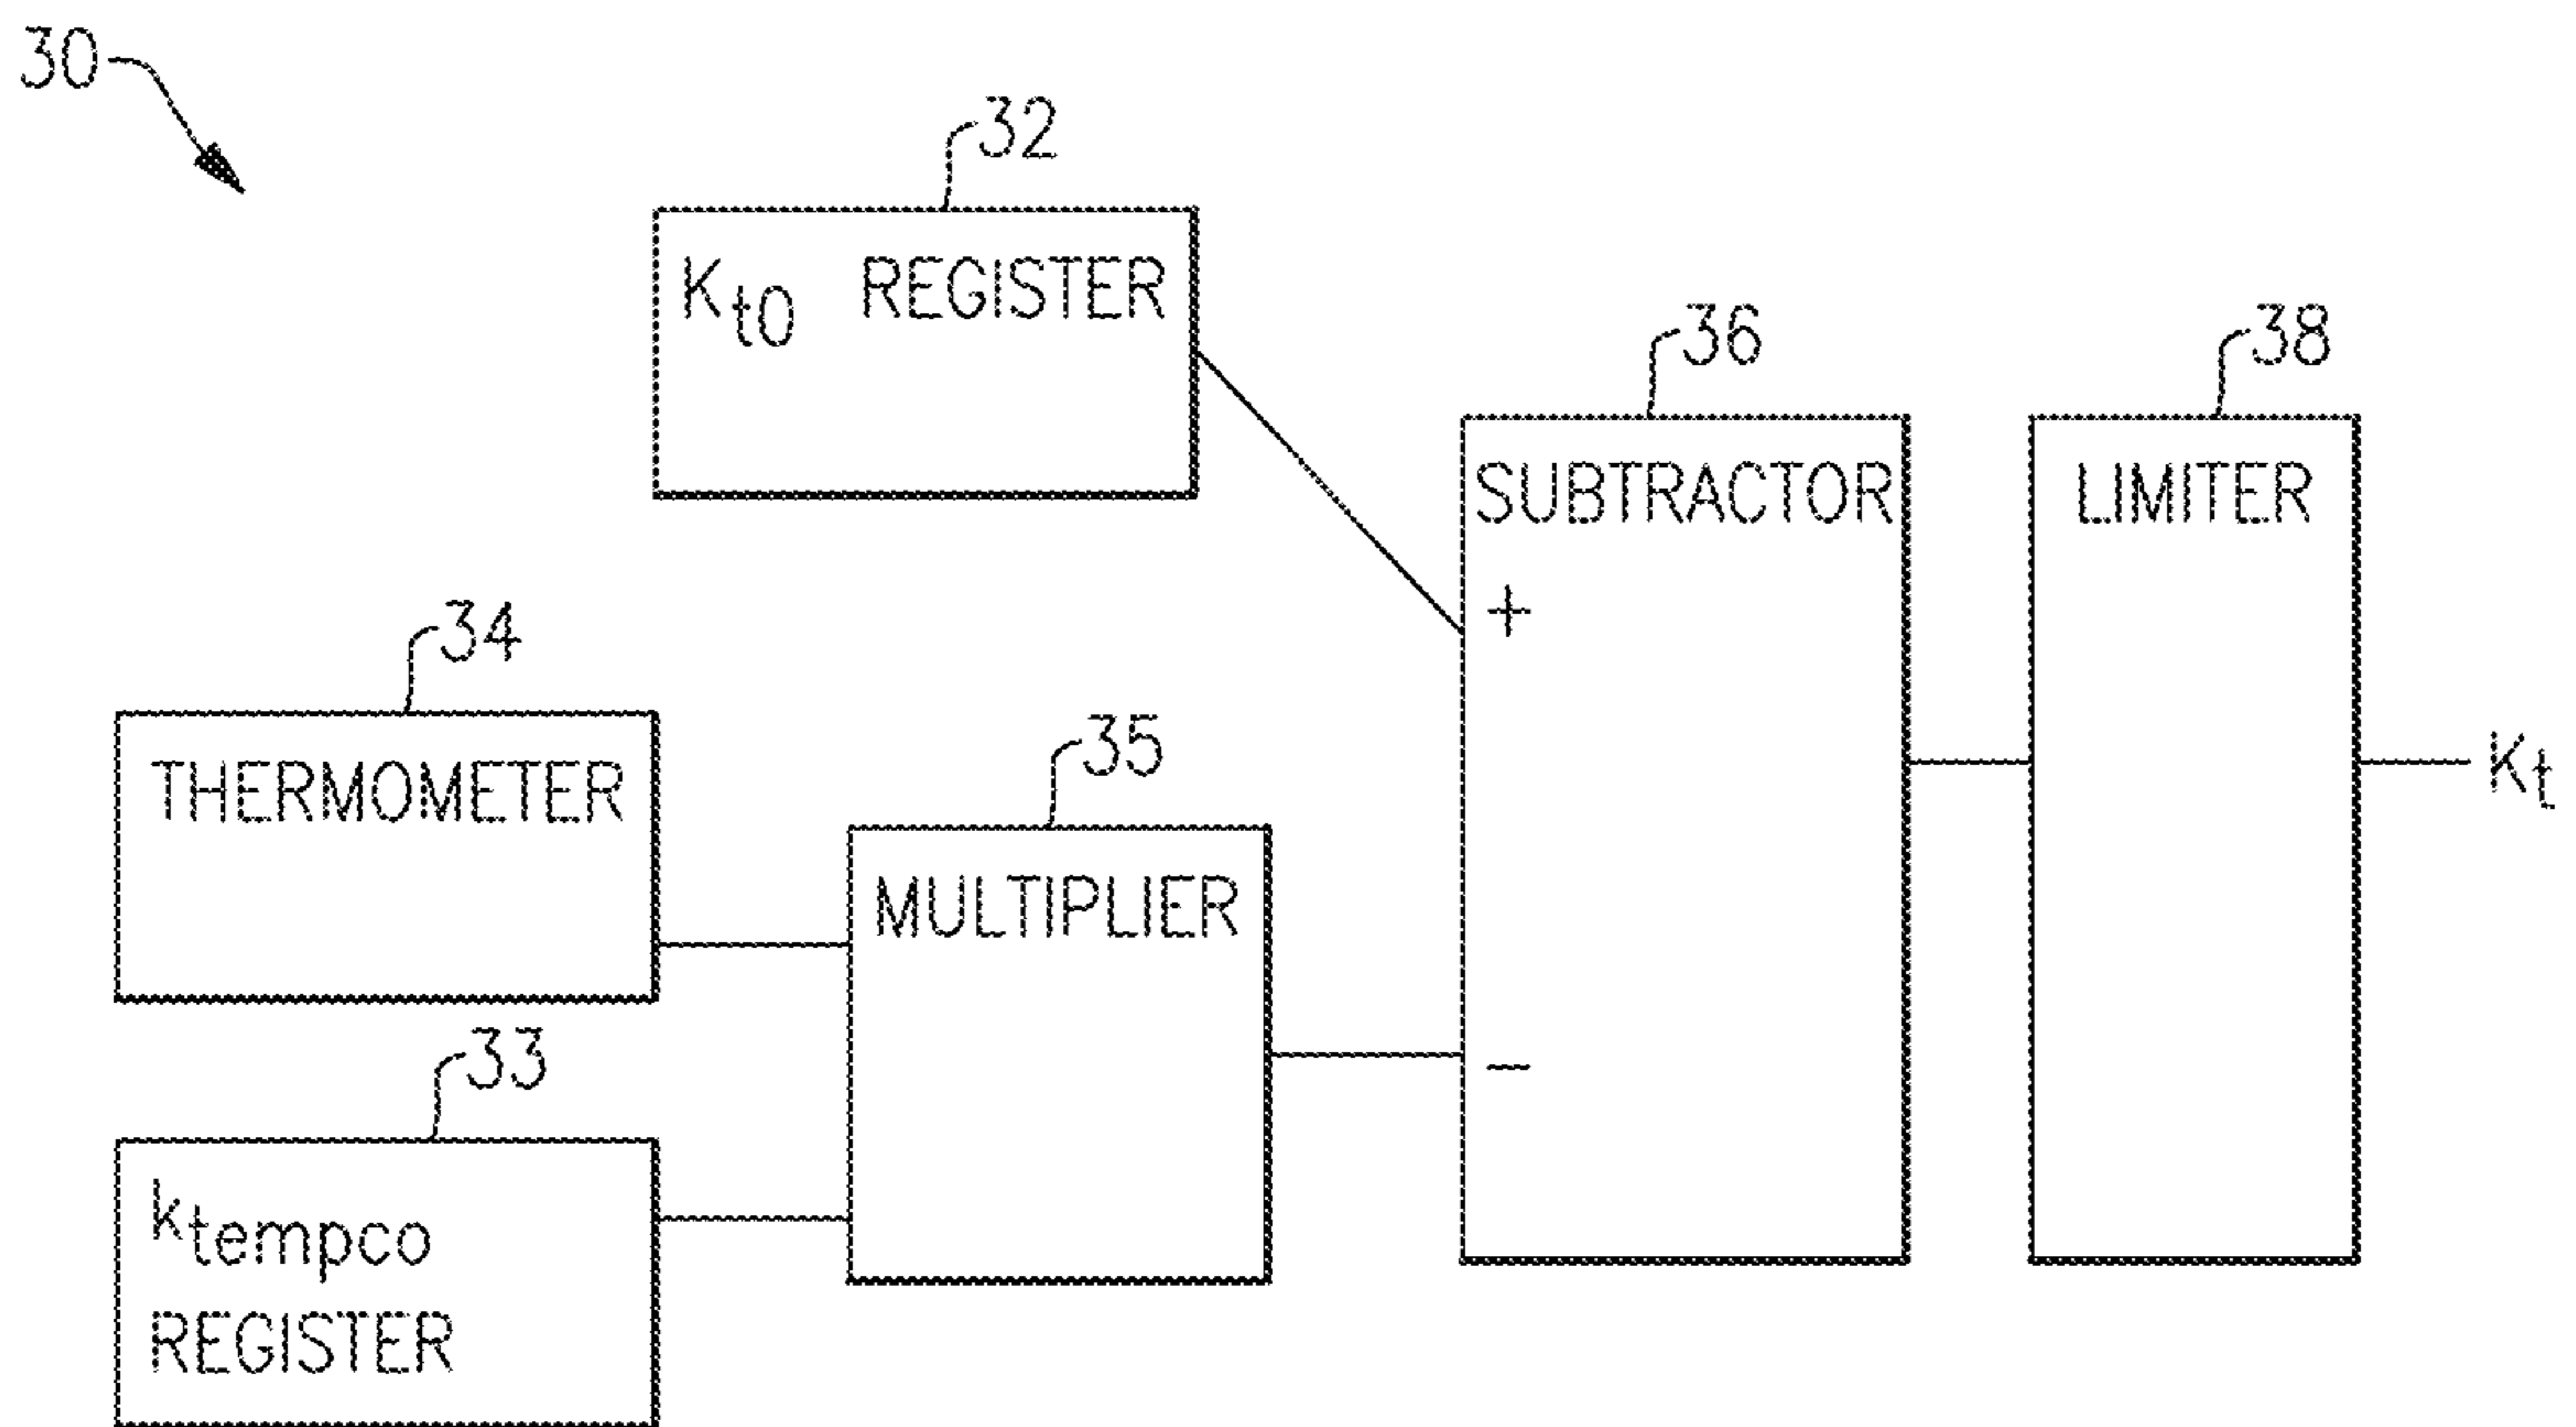 30
32
Kt0 REGISTER
36
38
SUBTRACTOR
LIMITER
+
34
THERMOMETER
35
MULTIPLIER
Kt
−
33
ktempco
REGISTER